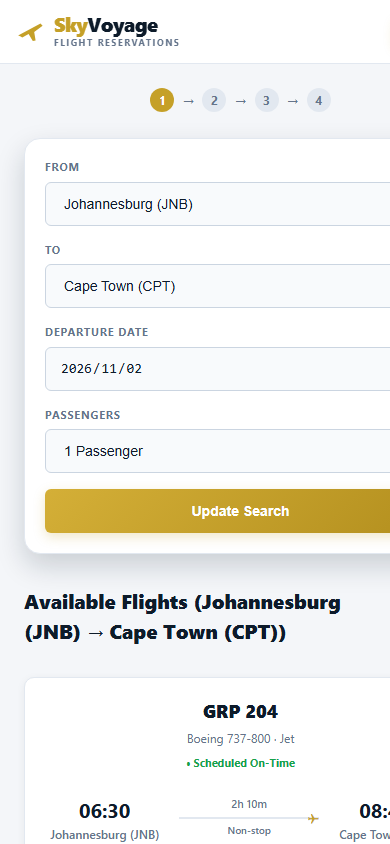 SkyVoyage
FLIGHT RESERVATIONS
1 → 2 → 3 → 4
FROM
Johannesburg (JNB)
TO
Cape Town (CPT)
DEPARTURE DATE
2026/11/02
PASSENGERS
1 Passenger
Update Search
Available Flights (Johannesburg
(JNB) → Cape Town (CPT))
GRP 204
Boeing 737-800 · Jet
• Scheduled On-Time
2h 10m
06:30
Non-stop
Johannesburg (JNB)
Cape